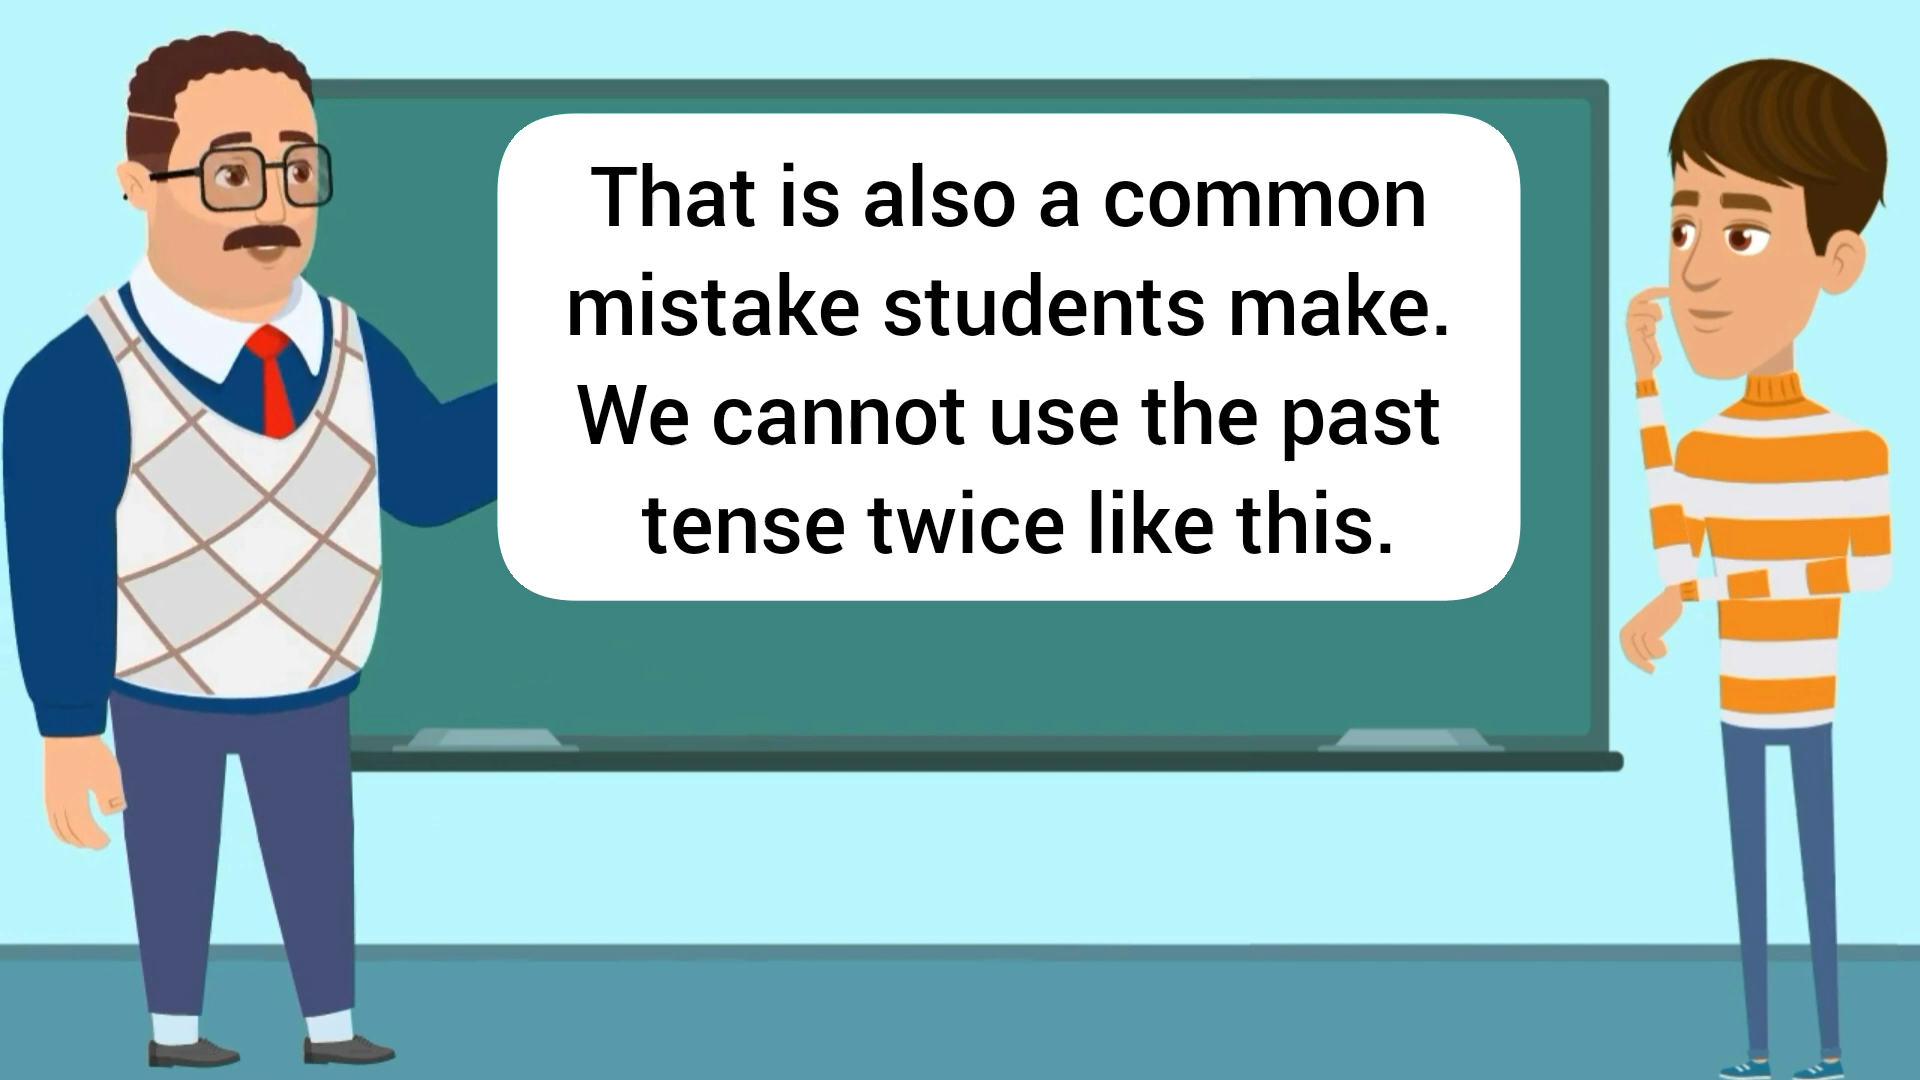 That is also a common
mistake students make.
We cannot use the past
tense twice like this.